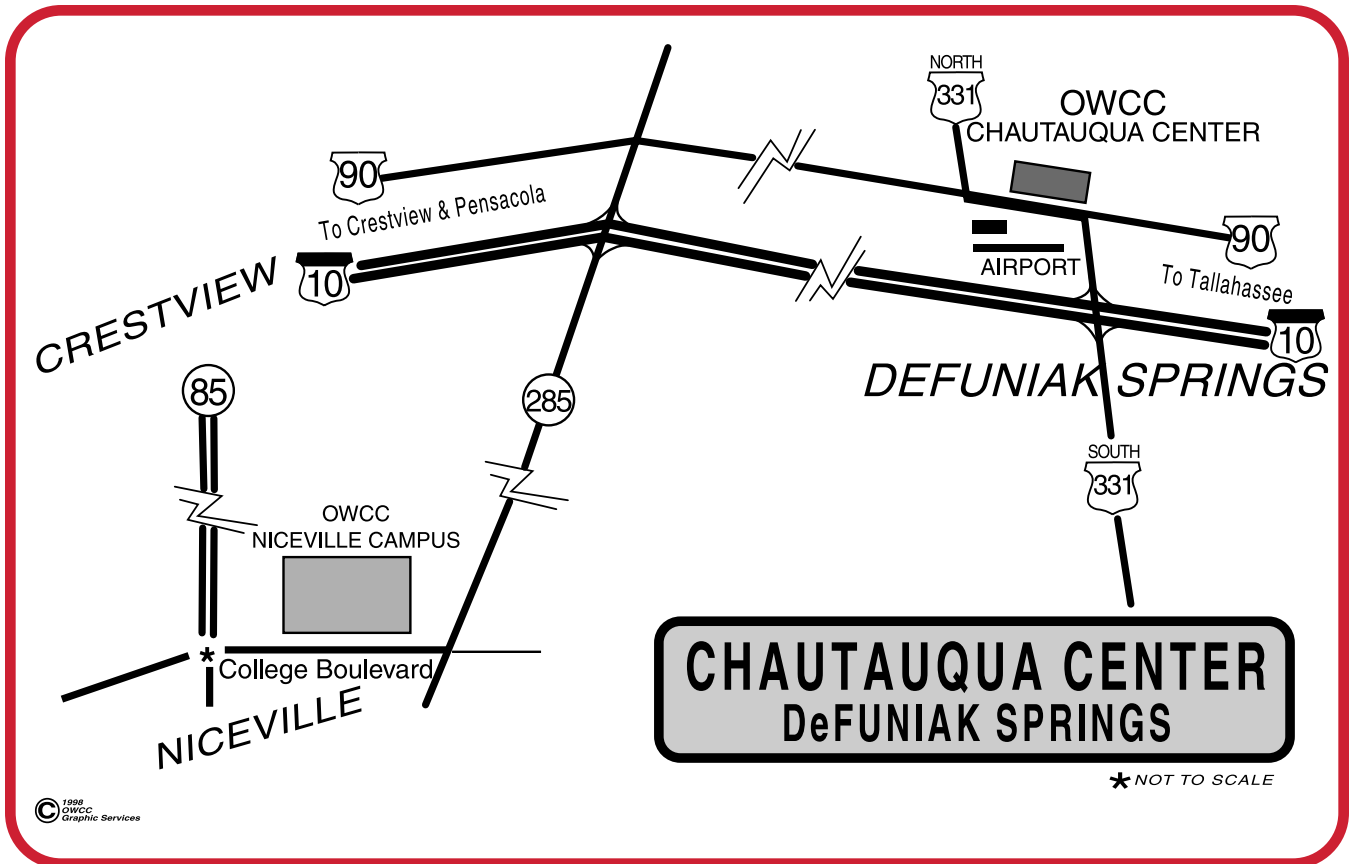 NORTH
331
OWCC
CHAUTAUQUA CENTER
90
To Crestview & Pensacola
90
AIRPORT
To Tallahassee
10
CRESTVIEW
10
DEFUNIAK SPRINGS
85
285
SOUTH
331
OWCC
NICEVILLE CAMPUS
* College Boulevard
NICEVILLE
CHAUTAUQUA CENTER
DeFUNIAK SPRINGS
* NOT TO SCALE
© 1998
OWCC
Graphic Services